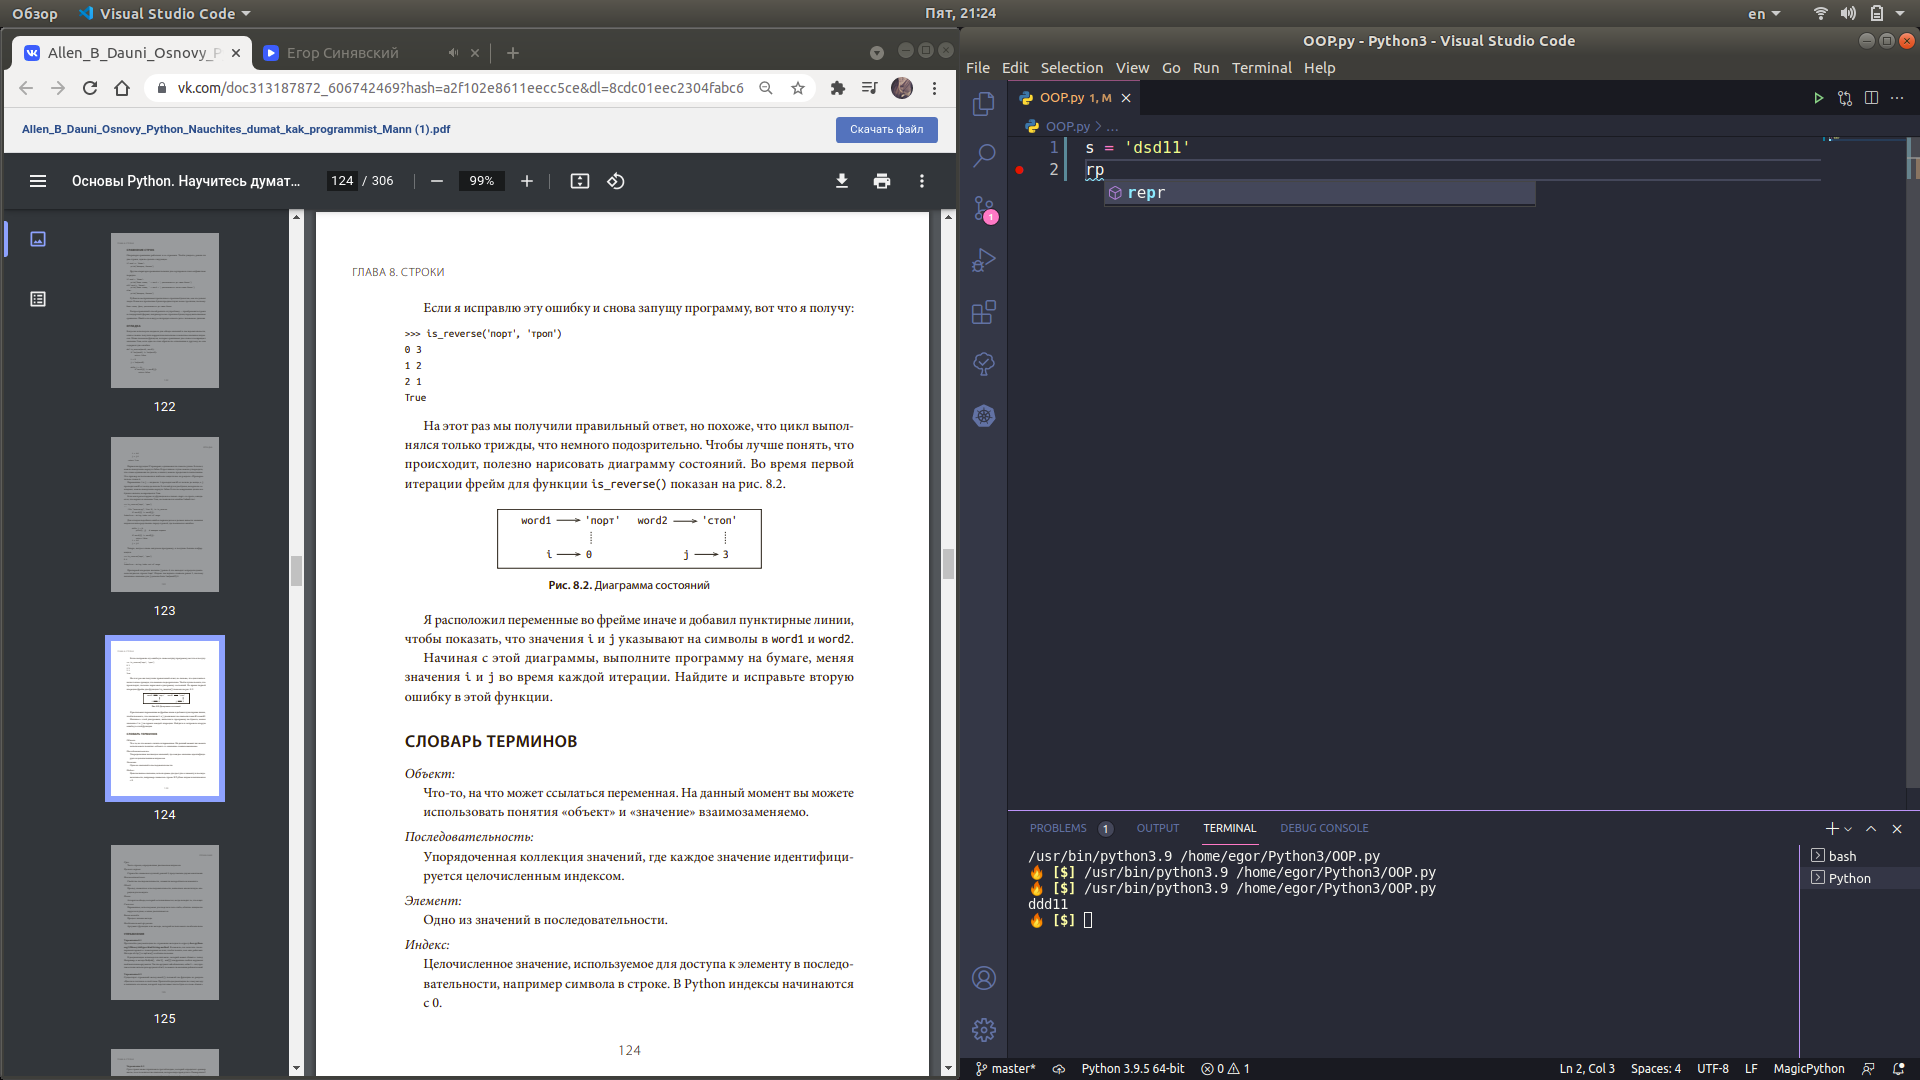 Обзор
Visual Studio Code
Пят, 21:24
en
Allen_B_Dauni_Osnovy_P
Егор Синявский
vk.com/doc313187872_606742469?hash=a2f102e8611eecc5ce&dl=8cdc01eec2304fabc6
Allen_B_Dauni_Osnovy_Python_Nauchites_dumat_kak_programmist_Mann (1).pdf
Скачать файл
Основы Python. Научитесь думат...
124 / 306
99%
122
123
124
125
ГЛАВА 8. СТРОКИ
Если я исправлю эту ошибку и снова запущу программу, вот что я получу:
>>> is_reverse('порт', 'троп')
0 3
1 2
2 1
True
На этот раз мы получили правильный ответ, но похоже, что цикл выпол-
нялся только трижды, что немного подозрительно. Чтобы лучше понять, что
происходит, полезно нарисовать диаграмму состояний. Во время первой
итерации фрейм для функции is_reverse() показан на рис. 8.2.
word1 → 'порт' word2 → 'стоп'
i → 0 j → 3
Рис. 8.2. Диаграмма состояний
Я расположил переменные во фрейме иначе и добавил пунктирные линии,
чтобы показать, что значения i и j указывают на символы в word1 и word2.
Начиная с этой диаграммы, выполните программу на бумаге, меняя
значения i и j во время каждой итерации. Найдите и исправьте вторую
ошибку в этой функции.
СЛОВАРЬ ТЕРМИНОВ
Объект:
Что-то, на что может ссылаться переменная. На данный момент вы можете
использовать понятия «объект» и «значение» взаимозаменяемо.
Последовательность:
Упорядоченная коллекция значений, где каждое значение идентифици-
руется целочисленным индексом.
Элемент:
Одно из значений в последовательности.
Индекс:
Целочисленное значение, используемое для доступа к элементу в последо-
вательности, например символа в строке. В Python индексы начинаются
с 0.
124
OOP.py - Python3 - Visual Studio Code
File Edit Selection View Go Run Terminal Help
OOP.py 1, M
OOP.py > ...
1 s = 'dsd11'
2 rp
repr
1
PROBLEMS 1 OUTPUT TERMINAL DEBUG CONSOLE
/usr/bin/python3.9 /home/egor/Python3/OOP.py
[$] /usr/bin/python3.9 /home/egor/Python3/OOP.py
[$] /usr/bin/python3.9 /home/egor/Python3/OOP.py
ddd11
[$]
bash
Python
master* Python 3.9.5 64-bit 0 1
Ln 2, Col 3 Spaces: 4 UTF-8 LF MagicPython